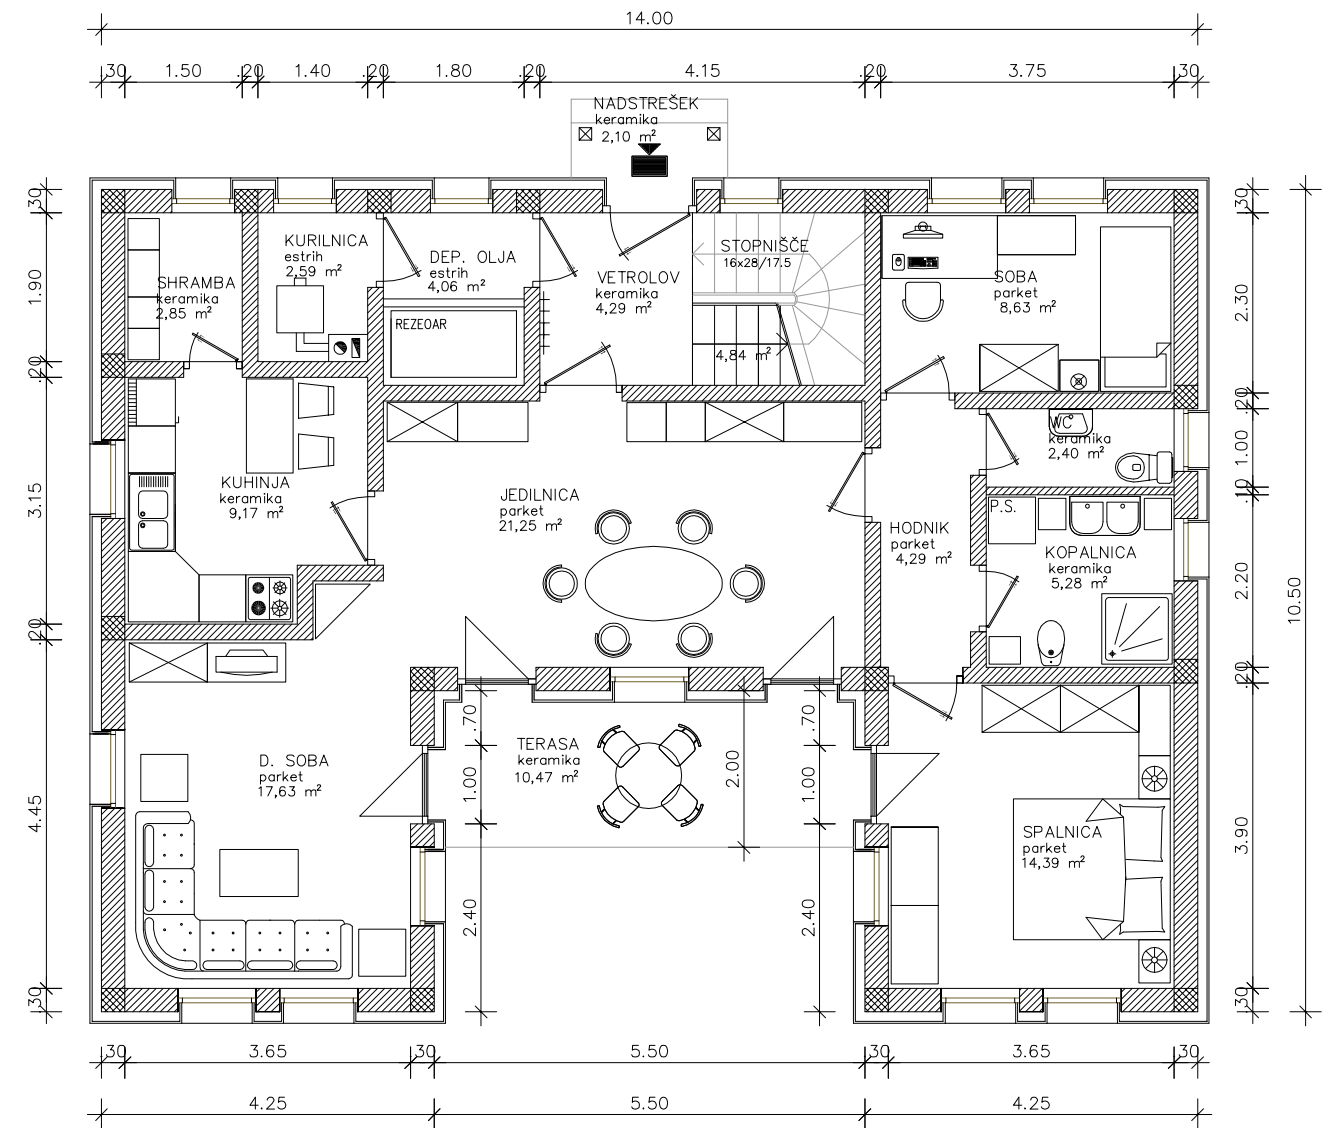 14.00
.30 1.50 .20 1.40 .20 1.80 .20 4.15 .20 3.75 .30
NADSTREŠEK
keramika
2,10 m²
KURILNICA
estrih
2,59 m²
DEP. OLJA
estrih
4,06 m²
STOPNIŠČE
16x28/17.5
4,84 m²
VETROLOV
keramika
4,29 m²
SHRAMBA
keramika
2,85 m²
REZEOAR
SOBA
parket
8,63 m²
WC
keramika
2,40 m²
KUHINJA
keramika
9,17 m²
JEDILNICA
parket
21,25 m²
HODNIK
parket
4,29 m²
P.S.
KOPALNICA
keramika
5,28 m²
D. SOBA
parket
17,63 m²
TERASA
keramika
10,47 m²
SPALNICA
parket
14,39 m²
.30
1.90
.20
3.15
.20
4.45
.30
.70
1.00
2.40
2.00
.70
1.00
2.40
.30
2.30
.20
1.00
.10
2.20
.20
3.90
.30
10.50
.30 3.65 .30 5.50 .30 3.65 .30
4.25 5.50 4.25